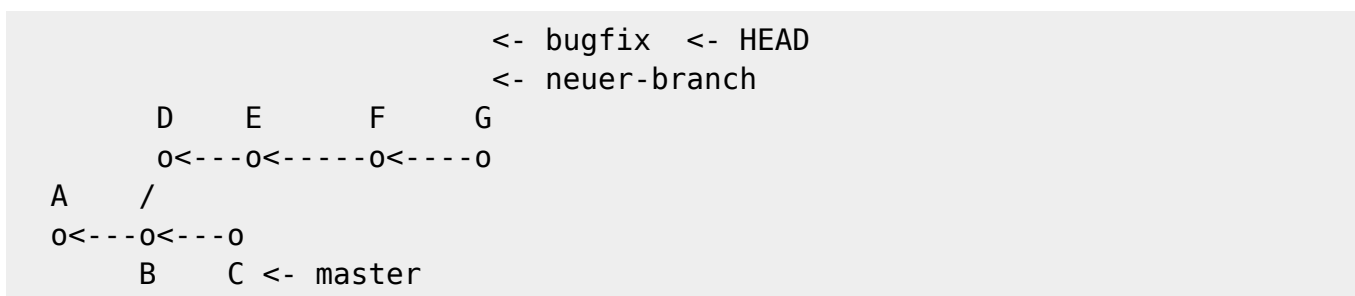 <- bugfix  <- HEAD
<- neuer-branch
D    E     F    G
o<---o<-----o<----o
A    /
o<---o<---o
B    C <- master